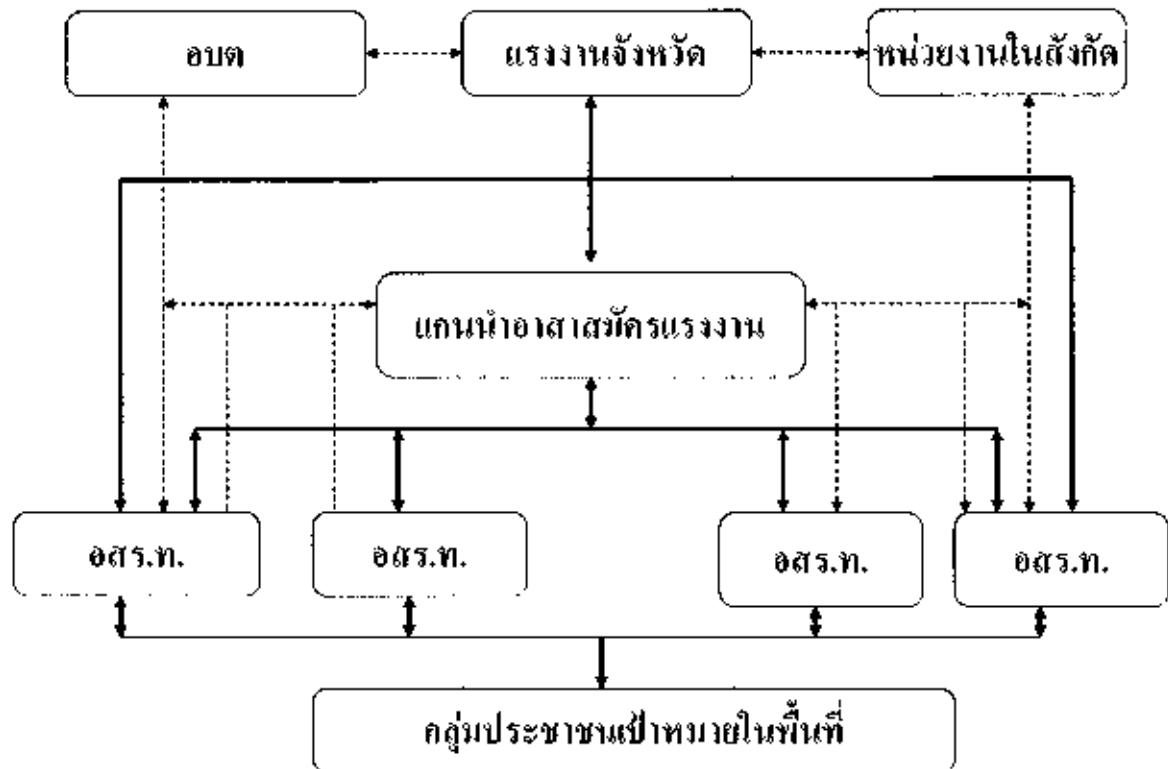 อบต
แรงงานจังหวัด
หน่วยงานในสังกัด
แกนนำอาสาสมัครแรงงาน
อสร.ท.
อสร.ท.
อสร.ท.
อสร.ท.
กลุ่มประชาชนเป้าหมายในพื้นที่